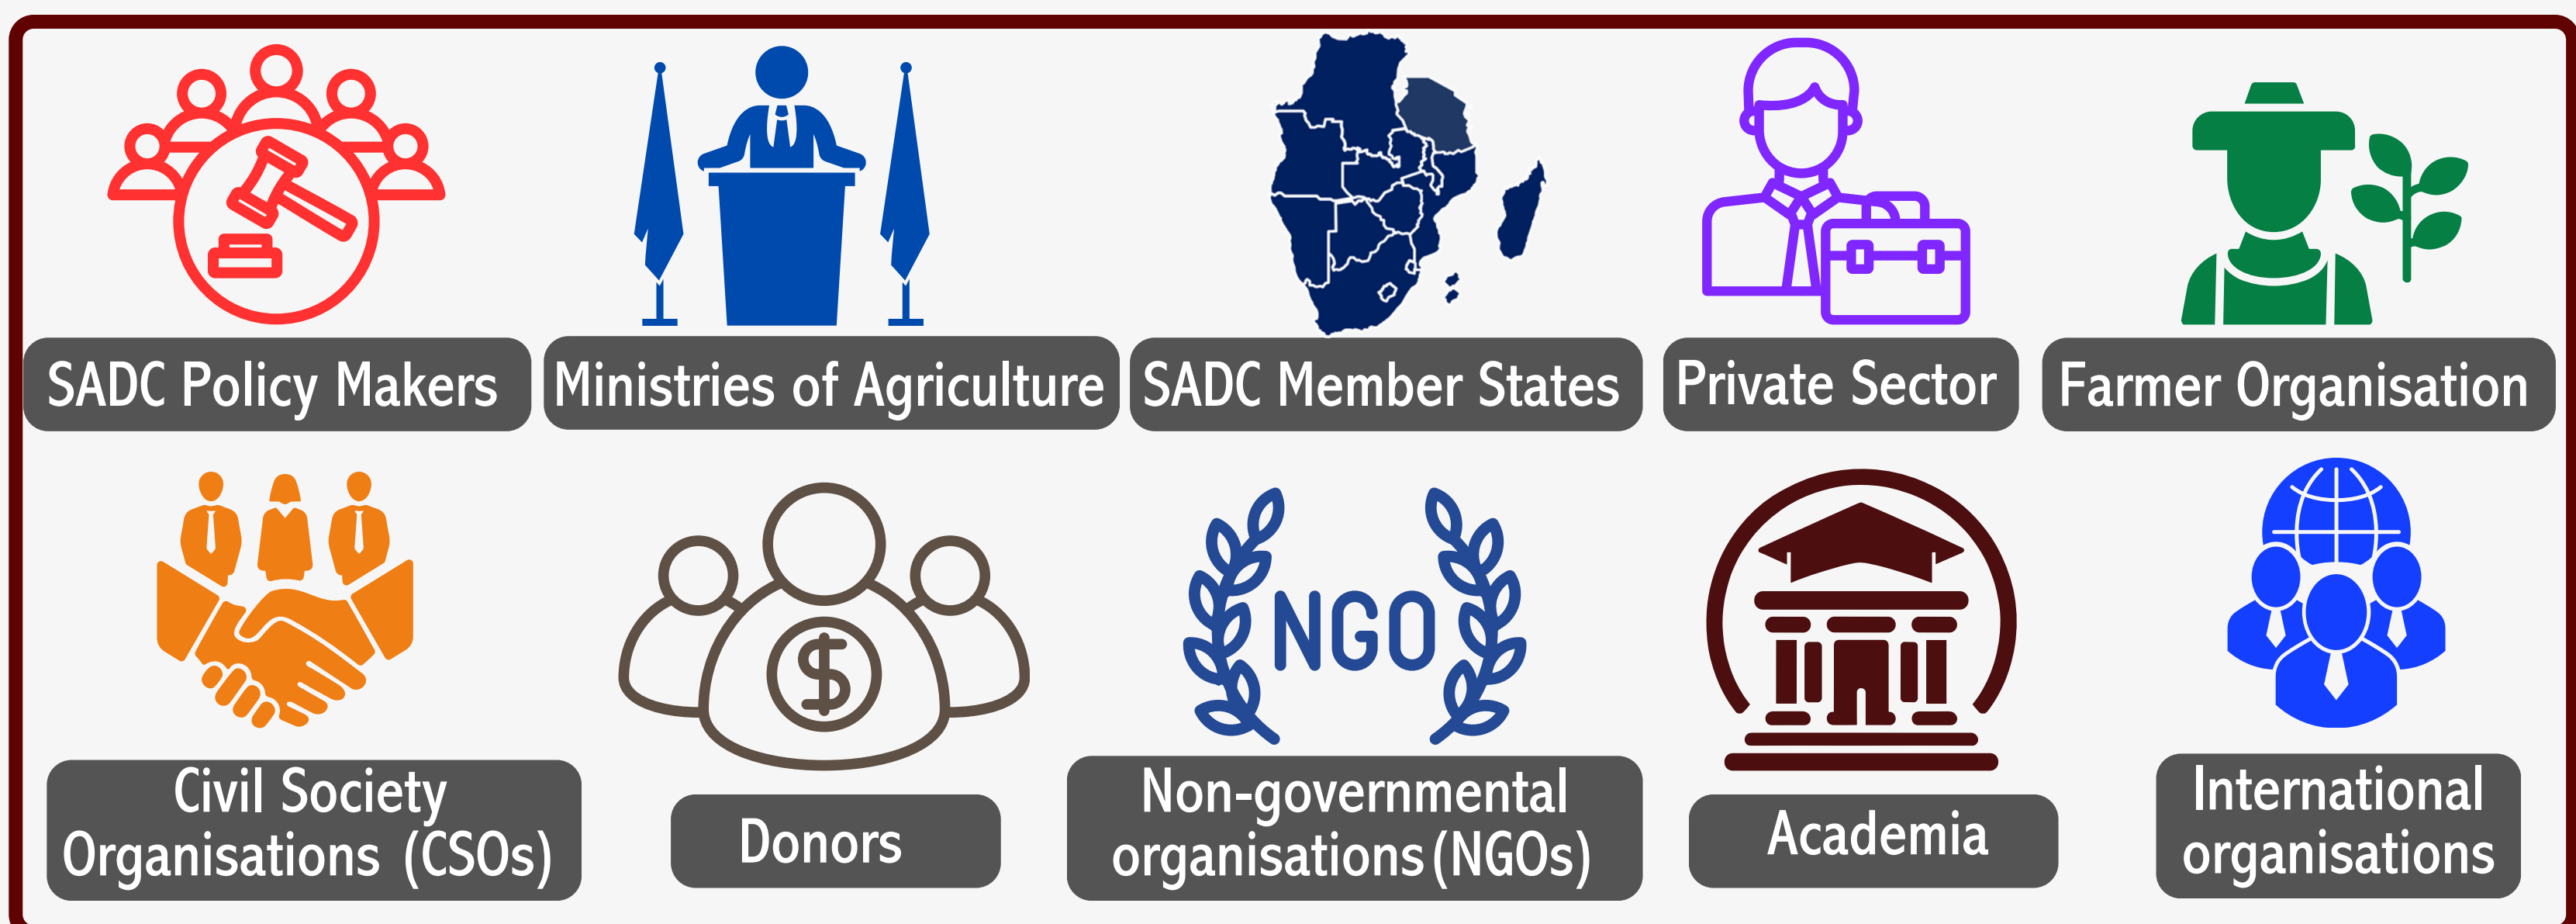 SADC Policy Makers
Ministries of Agriculture
SADC Member States
Private Sector
Farmer Organisation
Civil Society
Organisations (CSOs)
$
Donors
NGO
Non-governmental
organisations (NGOs)
Academia
International
organisations